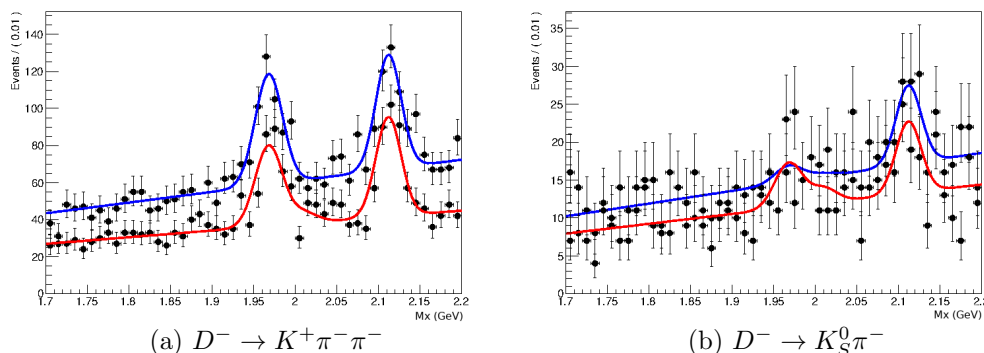 Events / ( 0.01 )
140
120
100
80
60
40
20
0
1.7 1.75 1.8 1.85 1.9 1.95 2 2.05 2.1 2.15 2.2
Mx (GeV)
(a) D⁻ → K⁺π⁻π⁻
Events / ( 0.01 )
35
30
25
20
15
10
5
0
1.7 1.75 1.8 1.85 1.9 1.95 2 2.05 2.1 2.15 2.2
Mx (GeV)
(b) D⁻ → K⁰_S π⁻